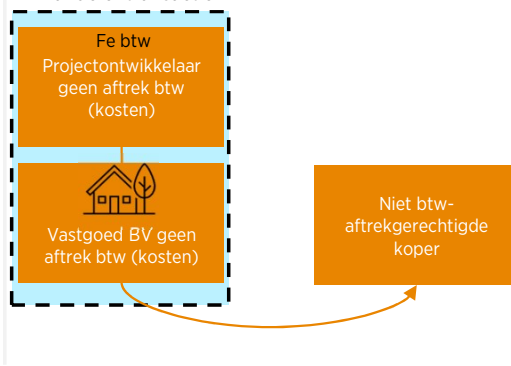 Fe btw
Projectontwikkelaar
geen aftrek btw
(kosten)
Vastgoed BV geen
aftrek btw (kosten)
Niet btw-
aftrekgerechtigde
koper